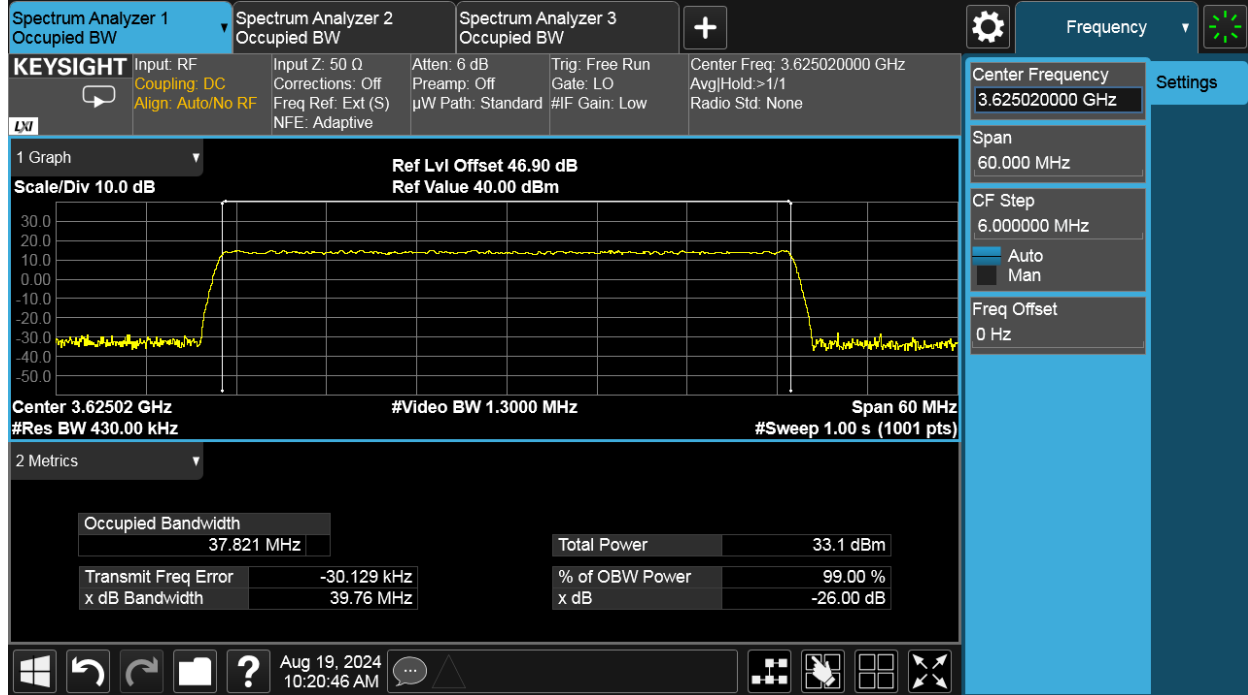 Spectrum Analyzer 1
Occupied BW
Spectrum Analyzer 2
Occupied BW
Spectrum Analyzer 3
Occupied BW
+
Frequency
KEYSIGHT
LXI
Input: RF
Coupling: DC
Align: Auto/No RF
Input Z: 50 Ω
Corrections: Off
Freq Ref: Ext (S)
NFE: Adaptive
Atten: 6 dB
Preamp: Off
µW Path: Standard
Trig: Free Run
Gate: LO
#IF Gain: Low
Center Freq: 3.625020000 GHz
Avg|Hold:>1/1
Radio Std: None
Center Frequency
3.625020000 GHz
Settings
Span
60.000 MHz
CF Step
6.000000 MHz
Auto
Man
Freq Offset
0 Hz
1 Graph
Scale/Div 10.0 dB
Ref Lvl Offset 46.90 dB
Ref Value 40.00 dBm
30.0
20.0
10.0
0.00
-10.0
-20.0
-30.0
-40.0
-50.0
Center 3.62502 GHz
#Res BW 430.00 kHz
#Video BW 1.3000 MHz
Span 60 MHz
#Sweep 1.00 s (1001 pts)
2 Metrics
Occupied Bandwidth
37.821 MHz
Total Power 33.1 dBm
Transmit Freq Error -30.129 kHz
% of OBW Power 99.00 %
x dB Bandwidth 39.76 MHz
x dB -26.00 dB
?
Aug 19, 2024
10:20:46 AM